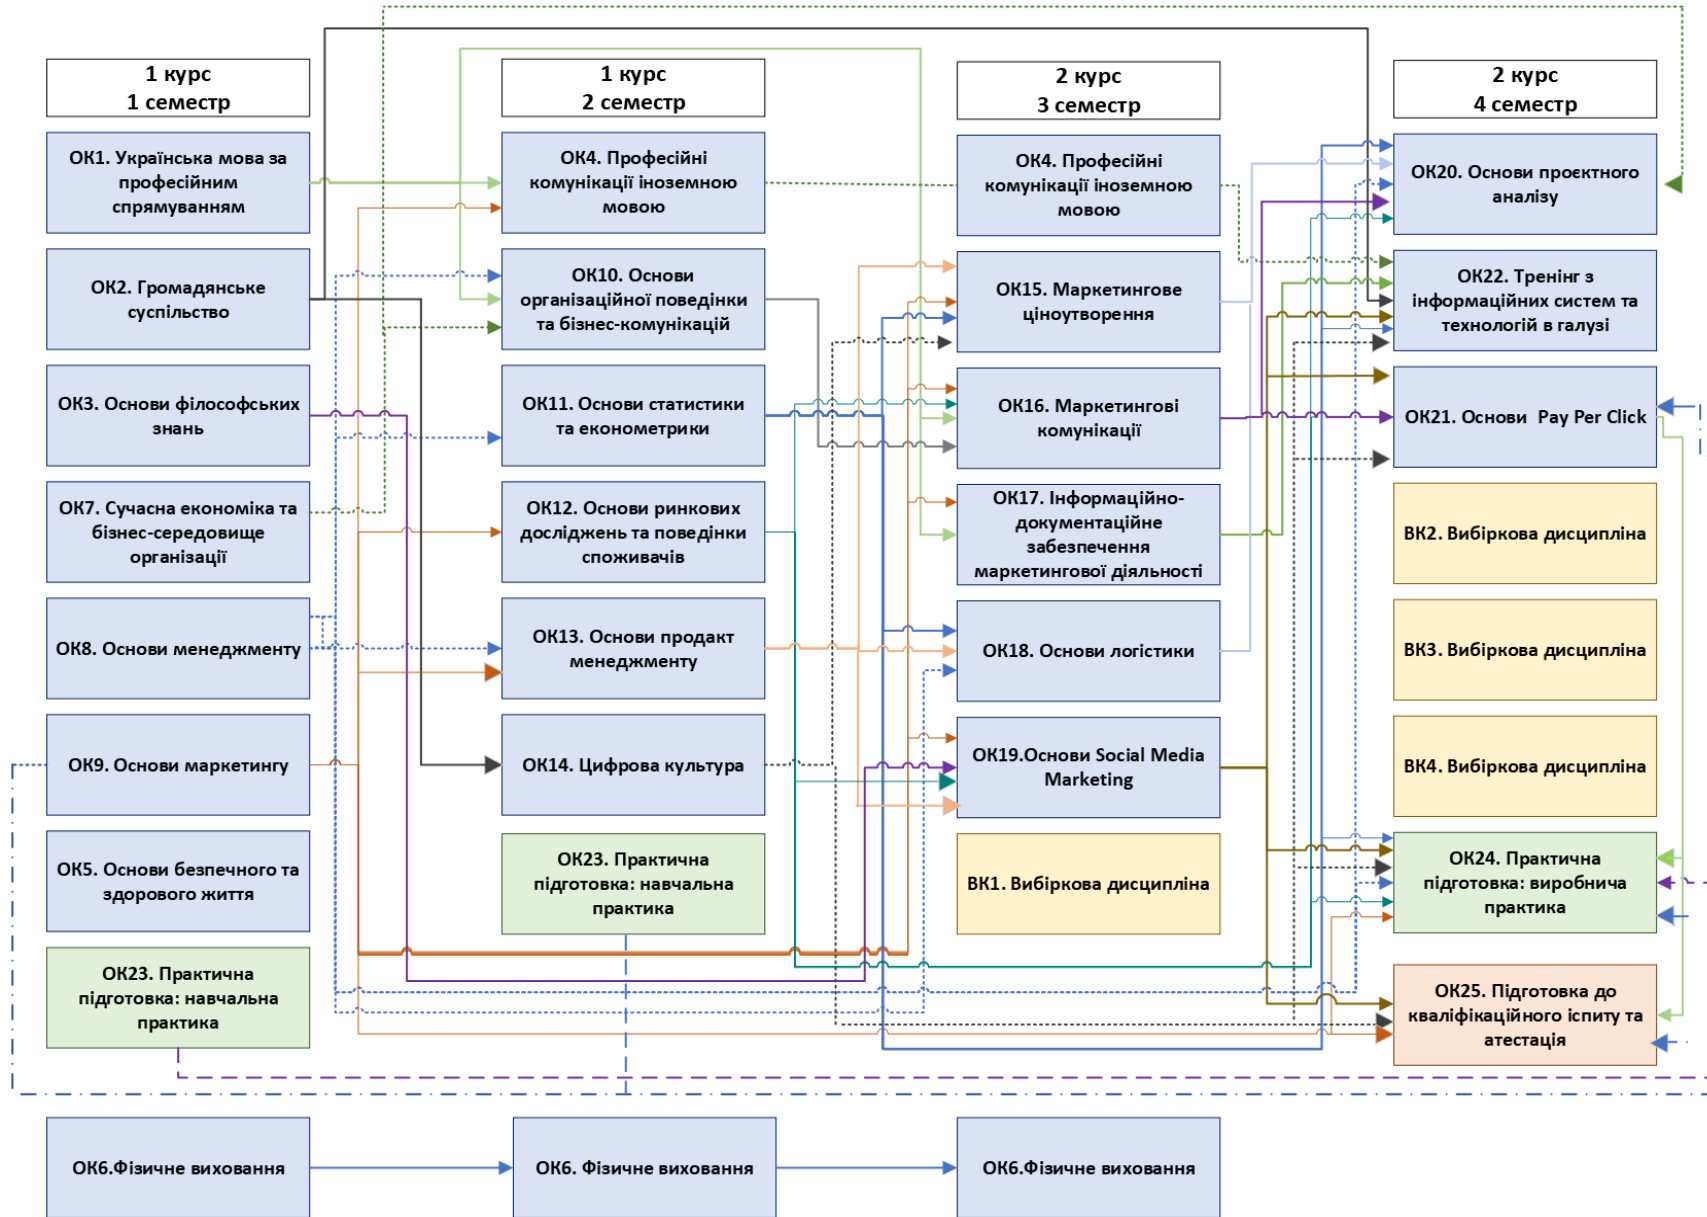 1 курс
1 семестр
1 курс
2 семестр
2 курс
3 семестр
2 курс
4 семестр
ОК1. Українська мова за
професійним
спрямуванням
ОК2. Громадянське
суспільство
ОК3. Основи філософських
знань
ОК7. Сучасна економіка та
бізнес-середовище
організації
ОК8. Основи менеджменту
ОК9. Основи маркетингу
ОК5. Основи безпечного та
здорового життя
ОК23. Практична
підготовка: навчальна
практика
ОК4. Професійні
комунікації іноземною
мовою
ОК10. Основи
організаційної поведінки
та бізнес-комунікацій
ОК11. Основи статистики
та економетрики
ОК12. Основи ринкових
досліджень та поведінки
споживачів
ОК13. Основи продакт
менеджменту
ОК14. Цифрова культура
ОК23. Практична
підготовка: навчальна
практика
ОК4. Професійні
комунікації іноземною
мовою
ОК15. Маркетингове
ціноутворення
ОК16. Маркетингові
комунікації
ОК17. Інформаційно-
документаційне
забезпечення
маркетингової діяльності
ОК18. Основи логістики
ОК19.Основи Social Media
Marketing
ВК1. Вибіркова дисципліна
ОК20. Основи проєктного
аналізу
ОК22. Тренінг з
інформаційних систем та
технологій в галузі
ОК21. Основи Pay Per Click
ВК2. Вибіркова дисципліна
ВК3. Вибіркова дисципліна
ВК4. Вибіркова дисципліна
ОК24. Практична
підготовка: виробнича
практика
ОК25. Підготовка до
кваліфікаційного іспиту та
атестація
ОК6.Фізичне виховання
ОК6. Фізичне виховання
ОК6.Фізичне виховання